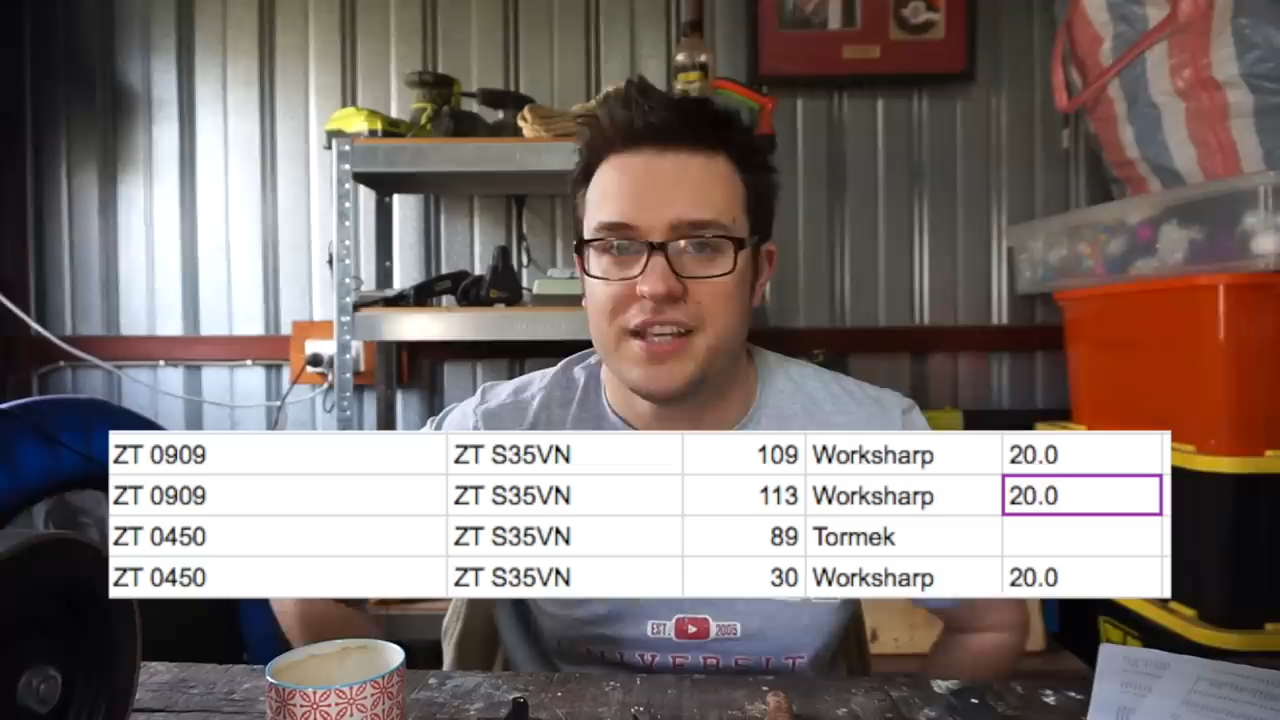 ZT 0909 ZT S35VN 109 Worksharp 20.0
ZT 0909 ZT S35VN 113 Worksharp 20.0
ZT 0450 ZT S35VN 89 Tormek
ZT 0450 ZT S35VN 30 Worksharp 20.0
EST. 2005
UNIVERSIT